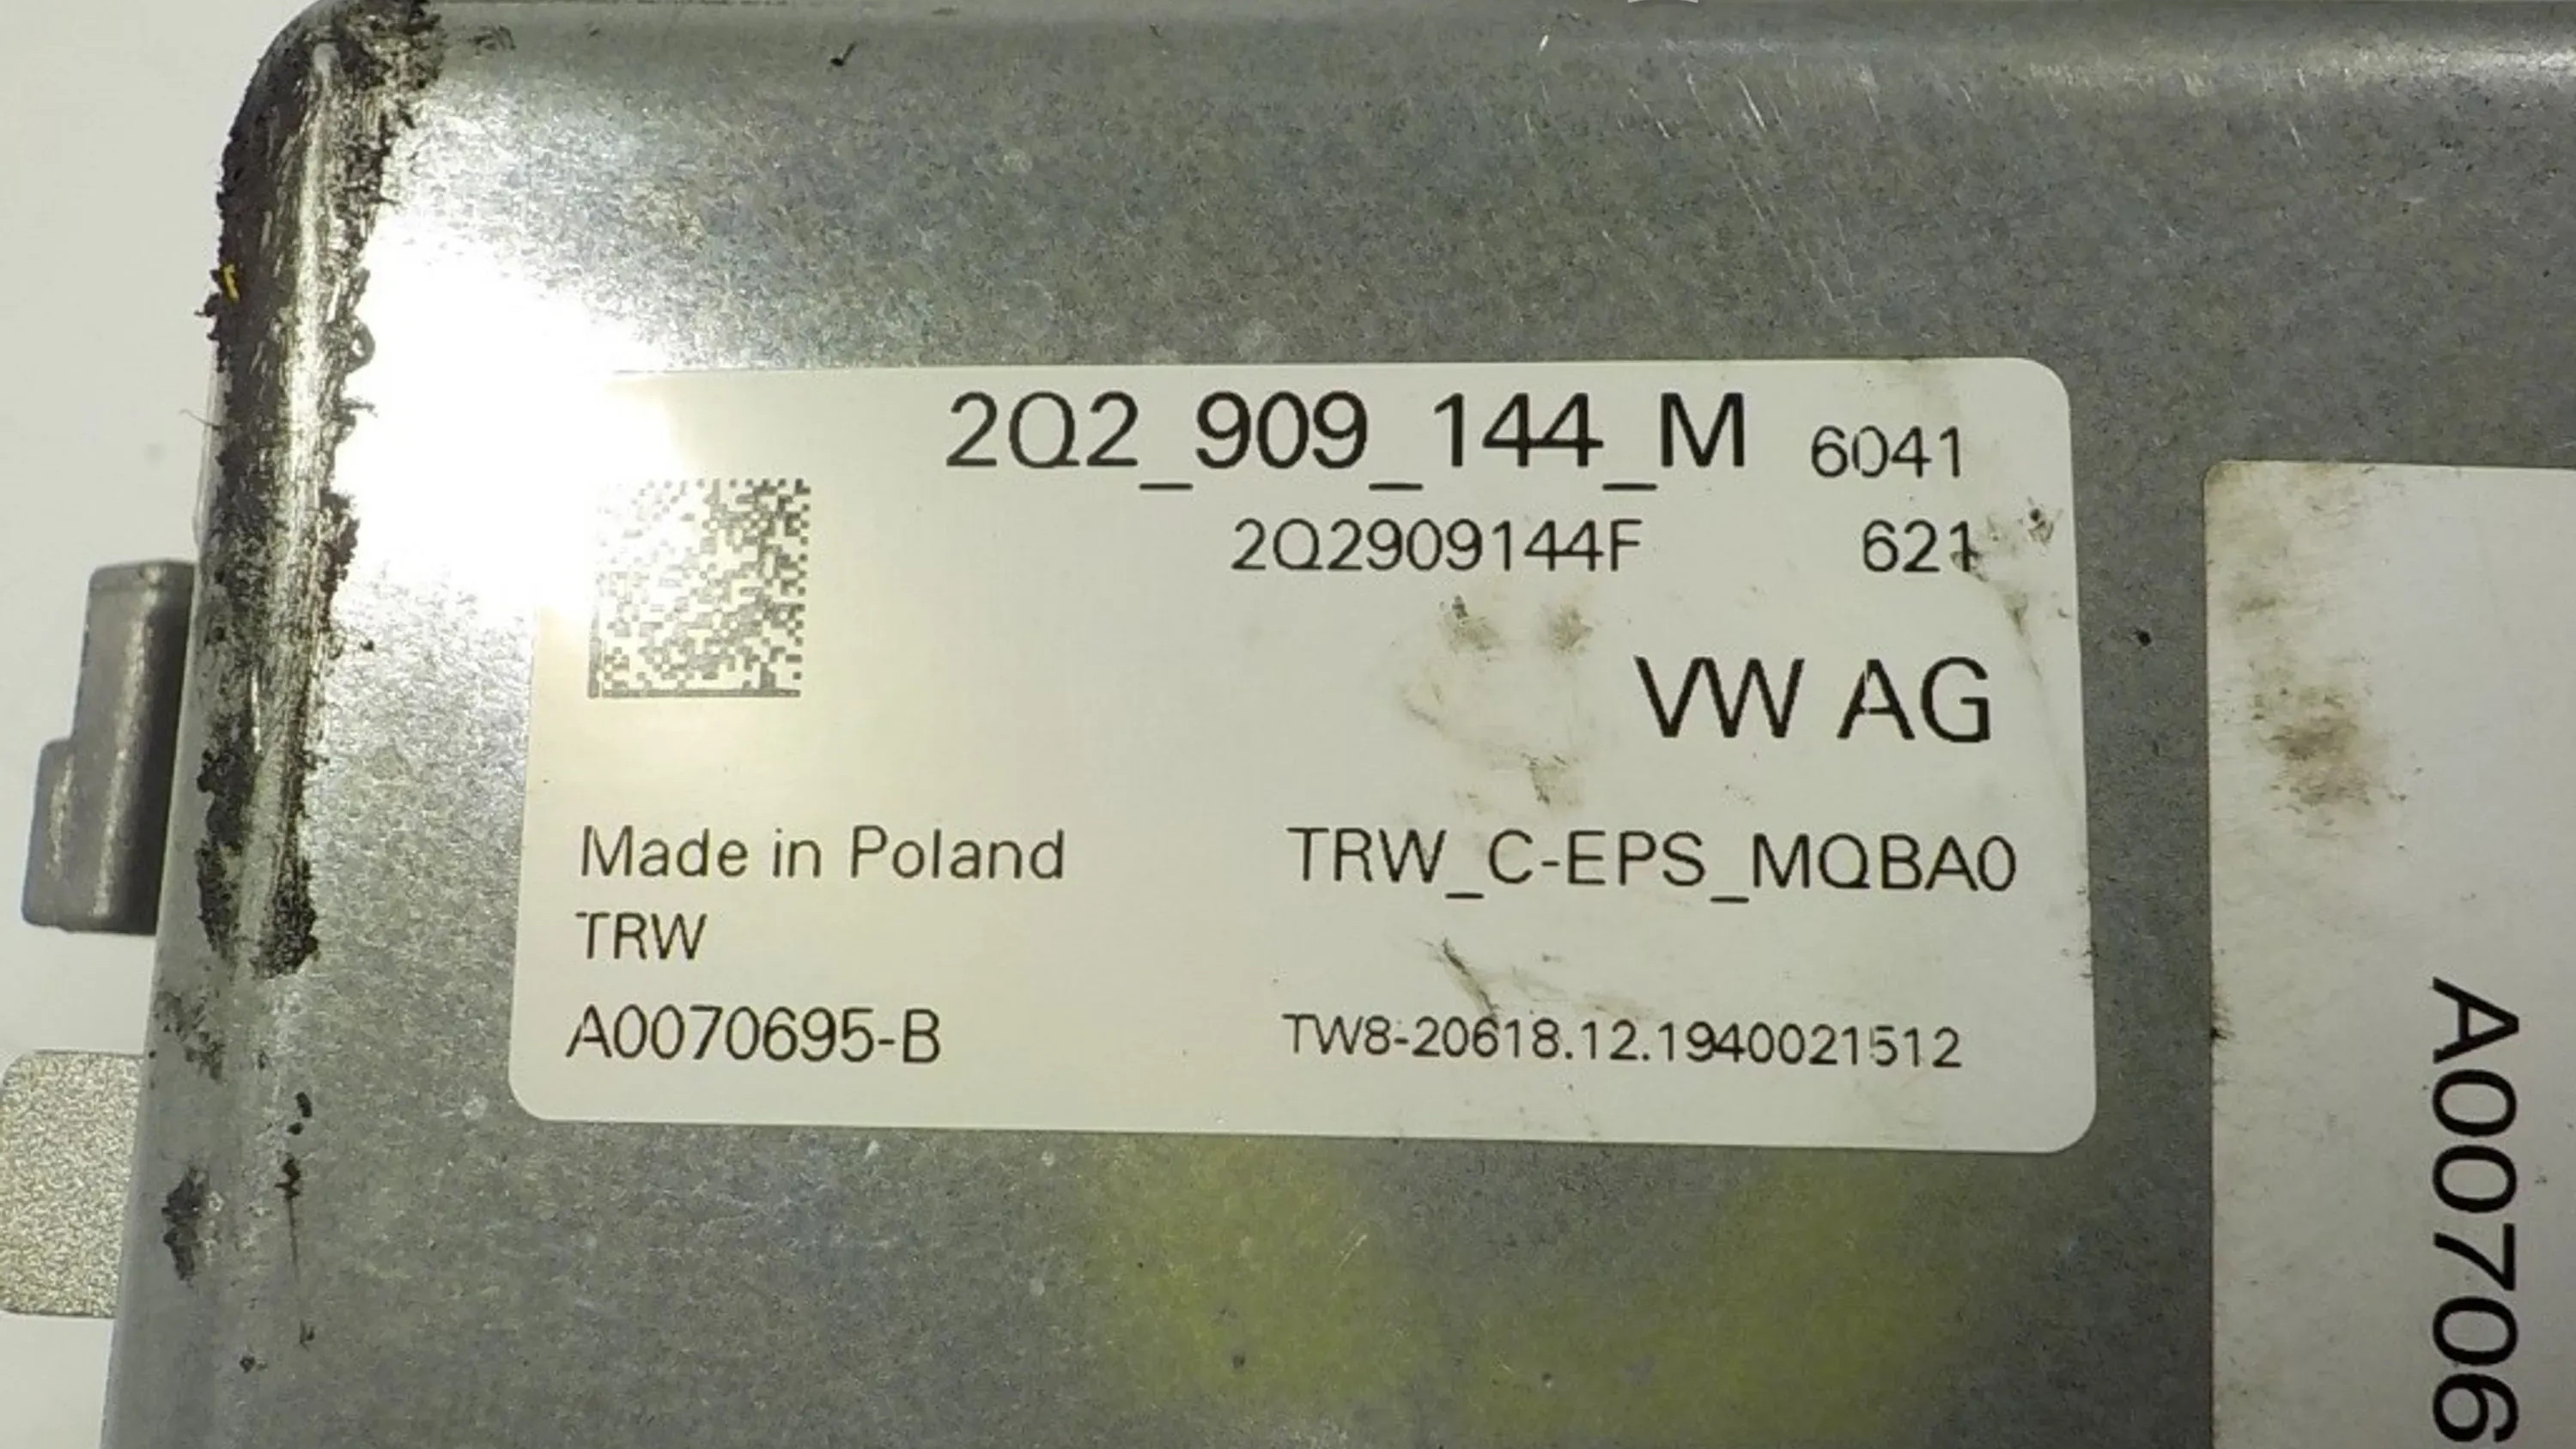 2Q2_909_144_M 6041
2Q2909144F 621
VW AG
Made in Poland TRW_C-EPS_MQBA0
TRW
A0070695-B TW8-20618.12.1940021512
A00706